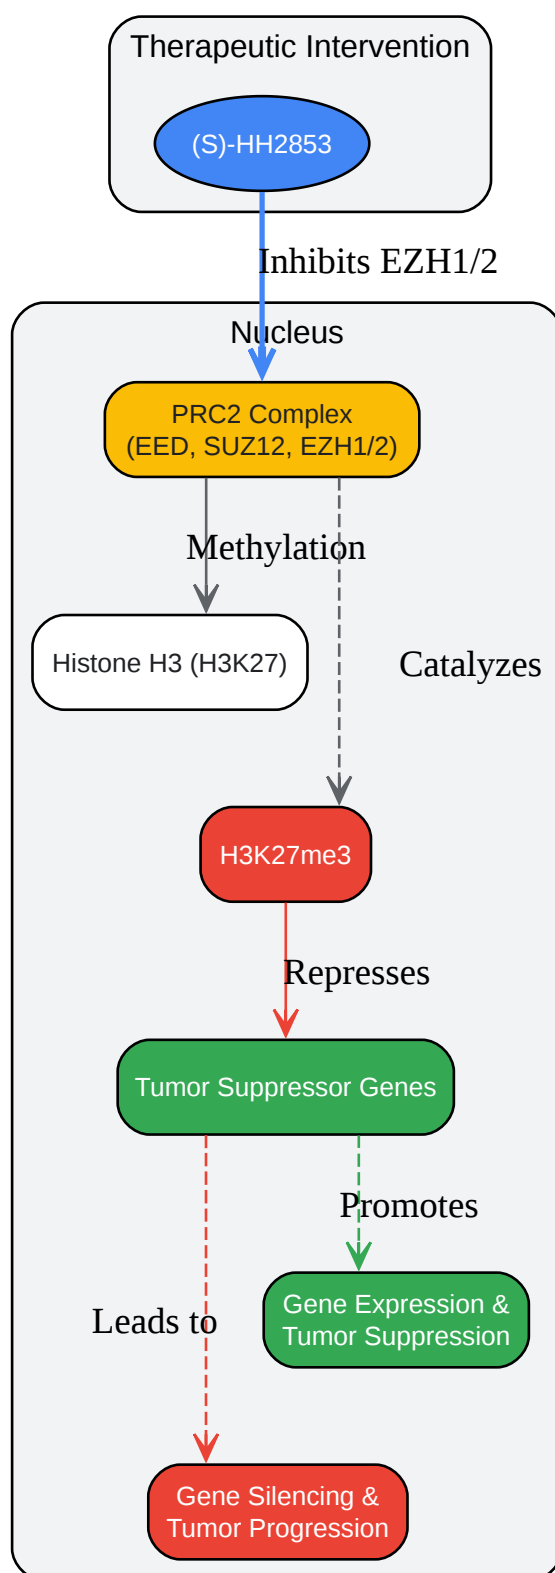 Therapeutic Intervention
(S)-HH2853
Inhibits EZH1/2
Nucleus
PRC2 Complex
(EED, SUZ12, EZH1/2)
Methylation
Histone H3 (H3K27)
Catalyzes
H3K27me3
Represses
Tumor Suppressor Genes
Promotes
Gene Expression &
Tumor Suppression
Leads to
Gene Silencing &
Tumor Progression